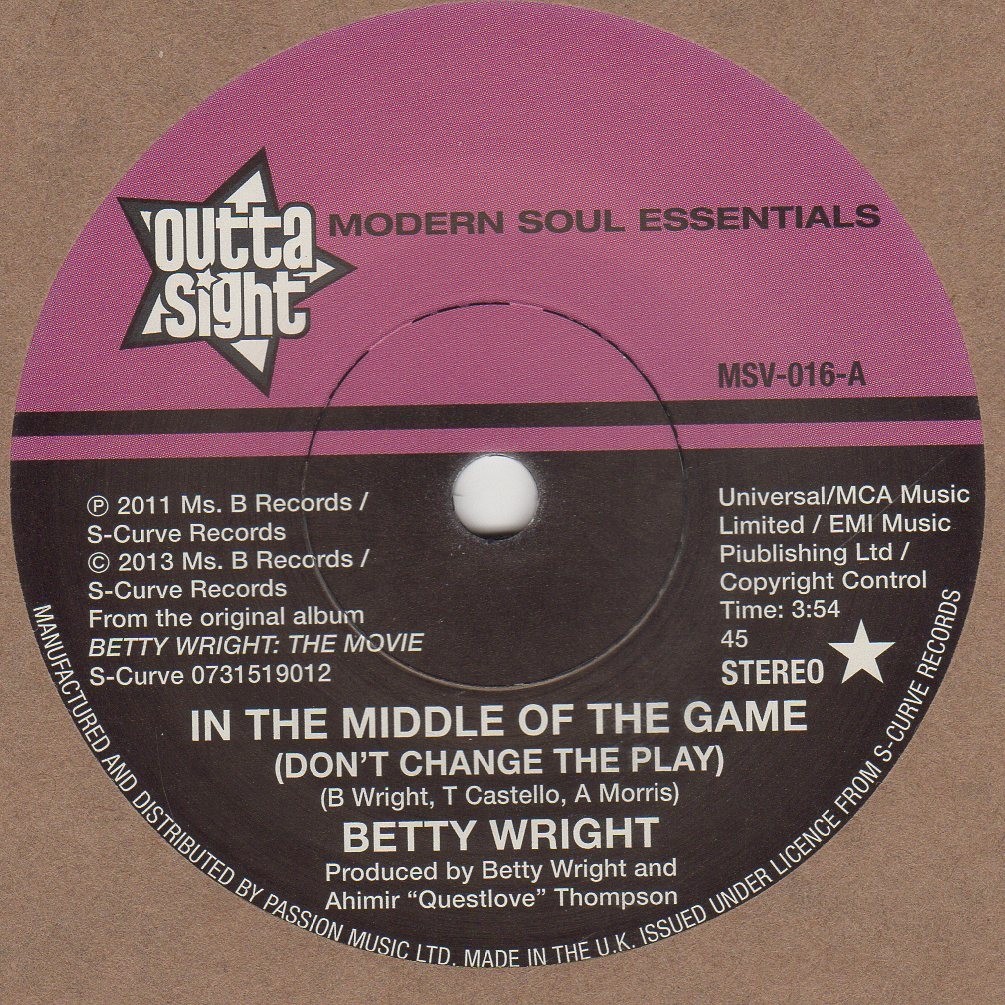 outta
sight
MODERN SOUL ESSENTIALS
MSV-016-A
℗ 2011 Ms. B Records /
S-Curve Records
© 2013 Ms. B Records /
S-Curve Records
From the original album
BETTY WRIGHT: THE MOVIE
S-Curve 0731519012
Universal/MCA Music
Limited / EMI Music
Piublishing Ltd /
Copyright Control
Time: 3:54
45
STEREO
IN THE MIDDLE OF THE GAME
(DON'T CHANGE THE PLAY)
(B Wright, T Castello, A Morris)
BETTY WRIGHT
Produced by Betty Wright and
Ahimir “Questlove” Thompson
MANUFACTURED AND DISTRIBUTED BY PASSION MUSIC LTD. MADE IN THE U.K. ISSUED UNDER LICENCE FROM S-CURVE RECORDS